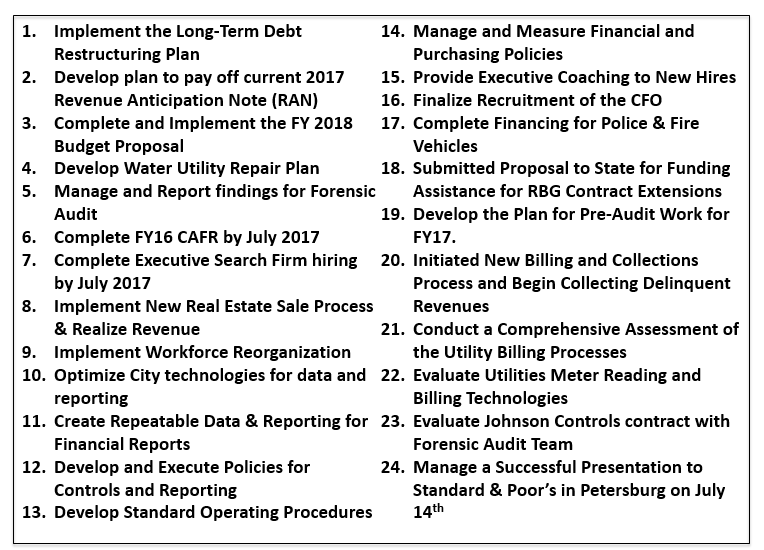 1. Implement the Long-Term Debt
Restructuring Plan
2. Develop plan to pay off current 2017
Revenue Anticipation Note (RAN)
3. Complete and Implement the FY 2018
Budget Proposal
4. Develop Water Utility Repair Plan
5. Manage and Report findings for Forensic
Audit
6. Complete FY16 CAFR by July 2017
7. Complete Executive Search Firm hiring
by July 2017
8. Implement New Real Estate Sale Process
& Realize Revenue
9. Implement Workforce Reorganization
10. Optimize City technologies for data and
reporting
11. Create Repeatable Data & Reporting for
Financial Reports
12. Develop and Execute Policies for
Controls and Reporting
13. Develop Standard Operating Procedures
14. Manage and Measure Financial and
Purchasing Policies
15. Provide Executive Coaching to New Hires
16. Finalize Recruitment of the CFO
17. Complete Financing for Police & Fire
Vehicles
18. Submitted Proposal to State for Funding
Assistance for RBG Contract Extensions
19. Develop the Plan for Pre-Audit Work for
FY17.
20. Initiated New Billing and Collections
Process and Begin Collecting Delinquent
Revenues
21. Conduct a Comprehensive Assessment of
the Utility Billing Processes
22. Evaluate Utilities Meter Reading and
Billing Technologies
23. Evaluate Johnson Controls contract with
Forensic Audit Team
24. Manage a Successful Presentation to
Standard & Poor's in Petersburg on July
14th